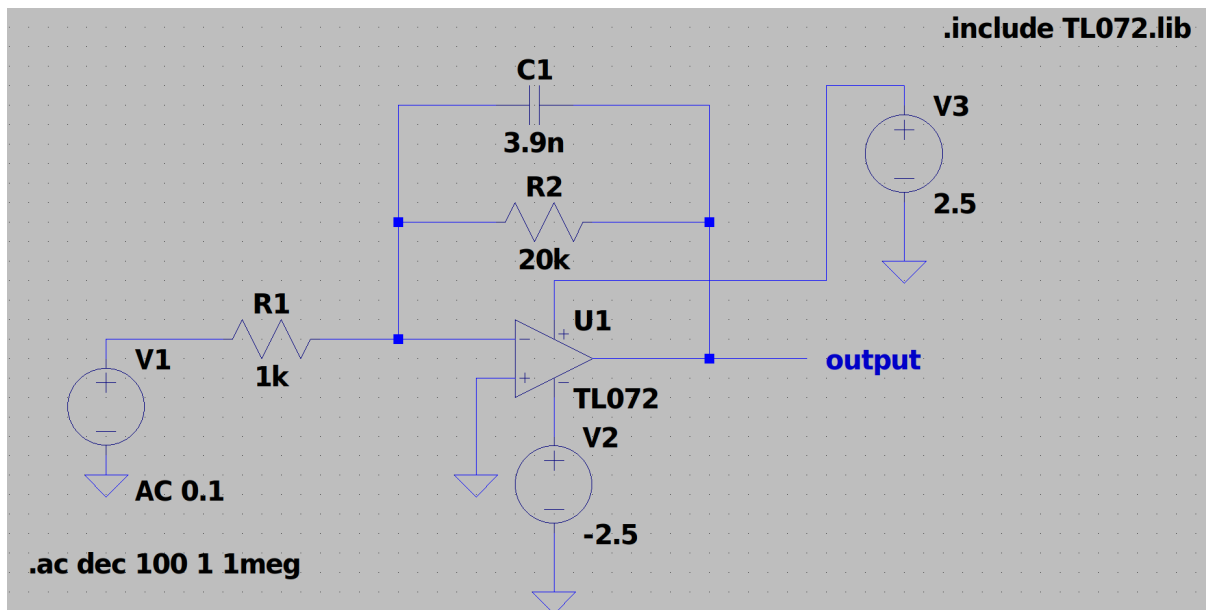 .include TL072.lib
C1
3.9n
V3
2.5
R2
20k
R1
1k
U1
TL072
V1
AC 0.1
output
V2
-2.5
.ac dec 100 1 1meg